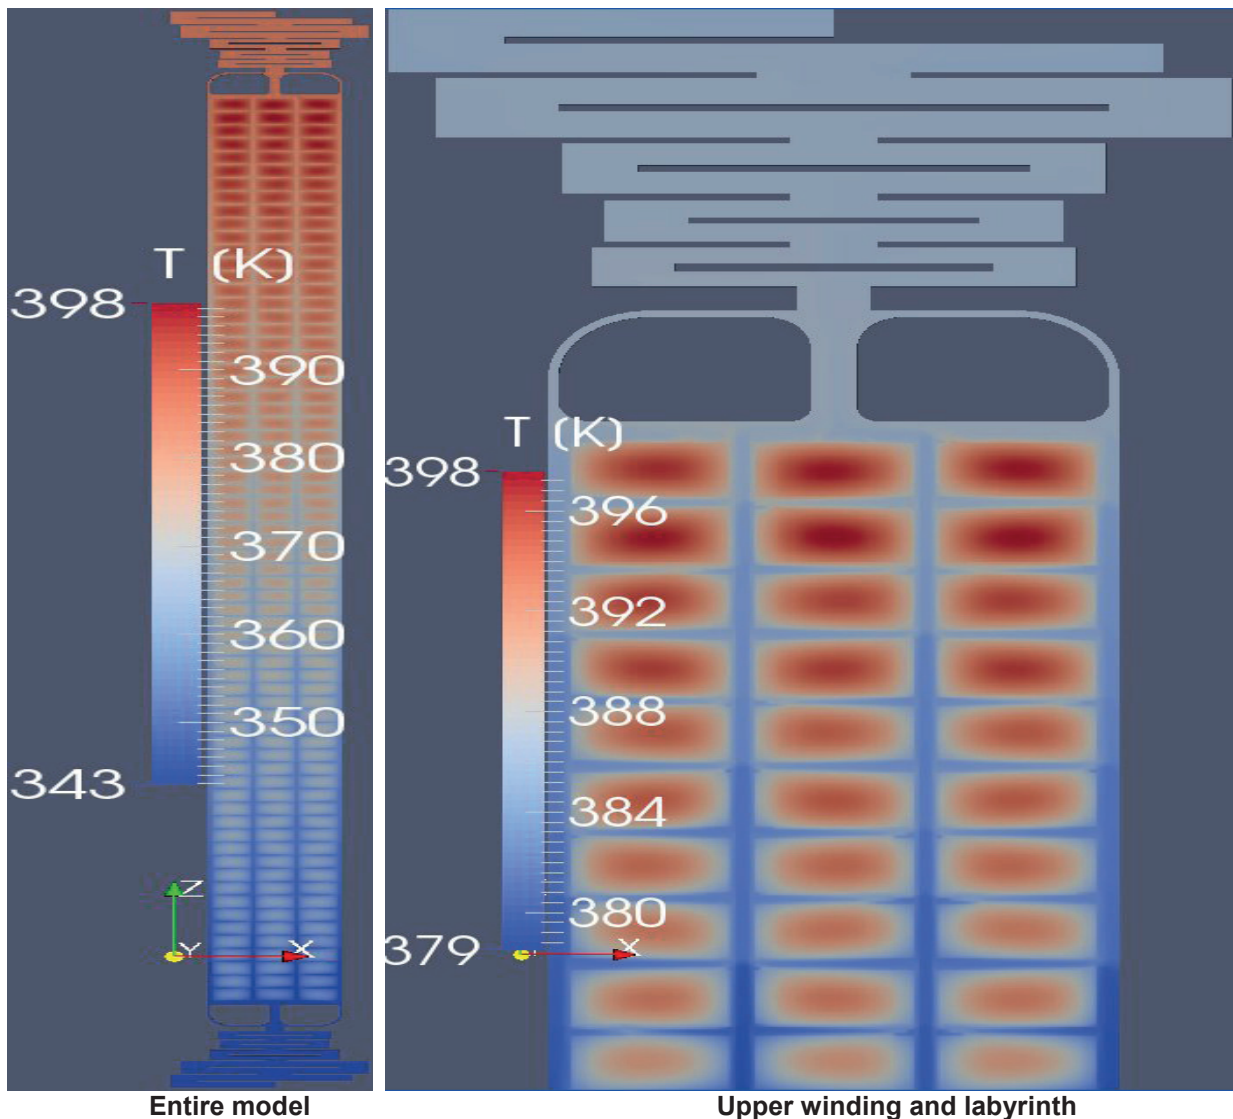 T (K)
398
390
380
370
360
350
343
Z
Y
X
T (K)
398
396
392
388
384
380
379
X
Entire model
Upper winding and labyrinth